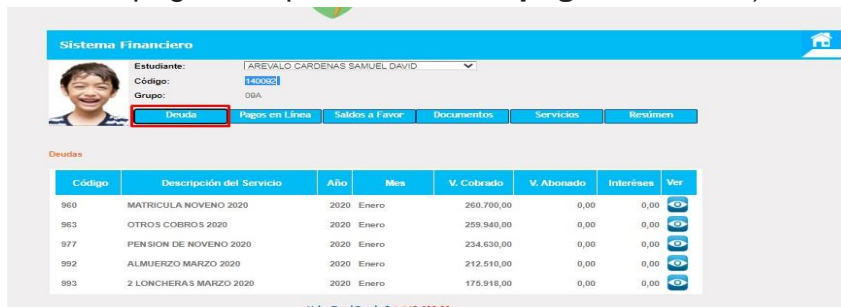 Sistema Financiero
Estudiante: AREVALO CARDENAS SAMUEL DAVID
Código: 140092
Grupo: 09A
Deuda Pagos en Línea Saldos a Favor Documentos Servicios Resúmen
Deudas
Código Descripción del Servicio Año Mes V. Cobrado V. Abonado Interéses Ver
960 MATRICULA NOVENO 2020 2020 Enero 260.700,00 0,00 0,00
963 OTROS COBROS 2020 2020 Enero 259.940,00 0,00 0,00
977 PENSION DE NOVENO 2020 2020 Enero 234.630,00 0,00 0,00
992 ALMUERZO MARZO 2020 2020 Enero 212.510,00 0,00 0,00
993 2 LONCHERAS MARZO 2020 2020 Enero 175.918,00 0,00 0,00